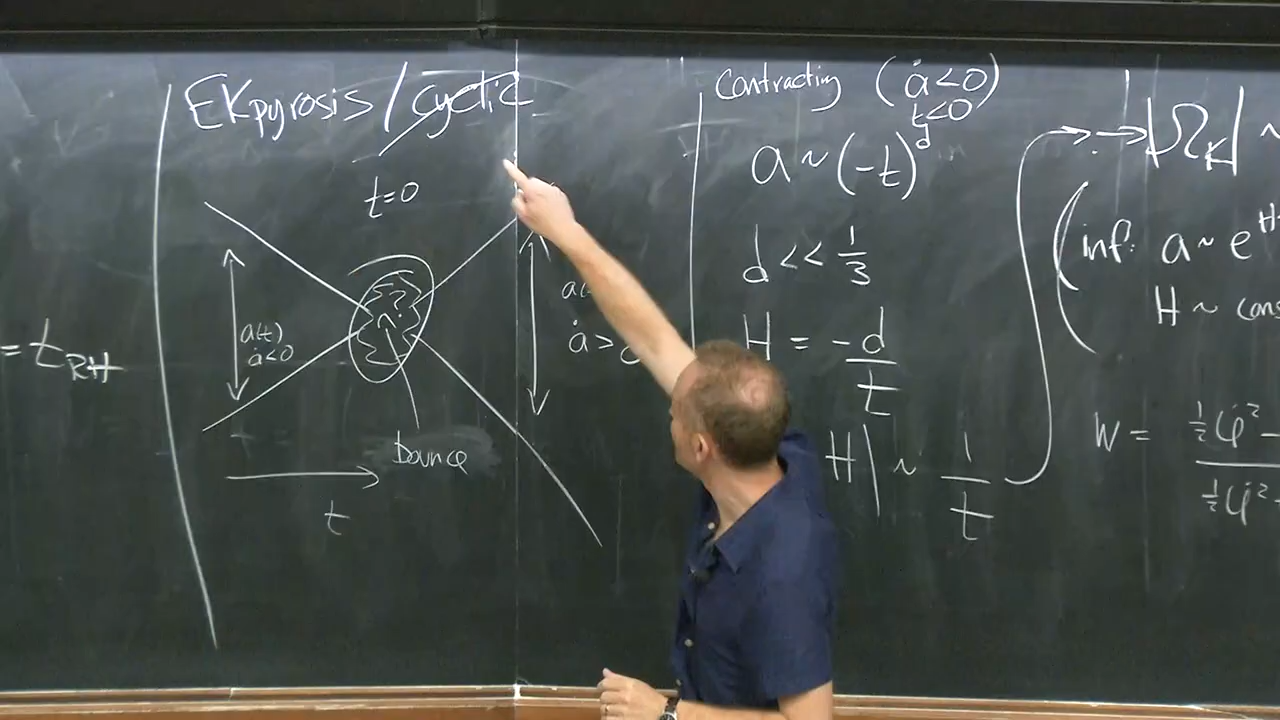 = t_RH
EKpyrosis / cyclic
t=0
a(t)
ȧ<0
?
a(
ȧ>
bounce
t
Contracting (ȧ<0)
t<0
a ~ (-t)^d
d << 1/3
H = -d/t
H| ~ 1/t
→ |Ω_K| ~
(inf: a ~ e^H
H ~ cons
W = ½φ̇² -
½φ̇² -